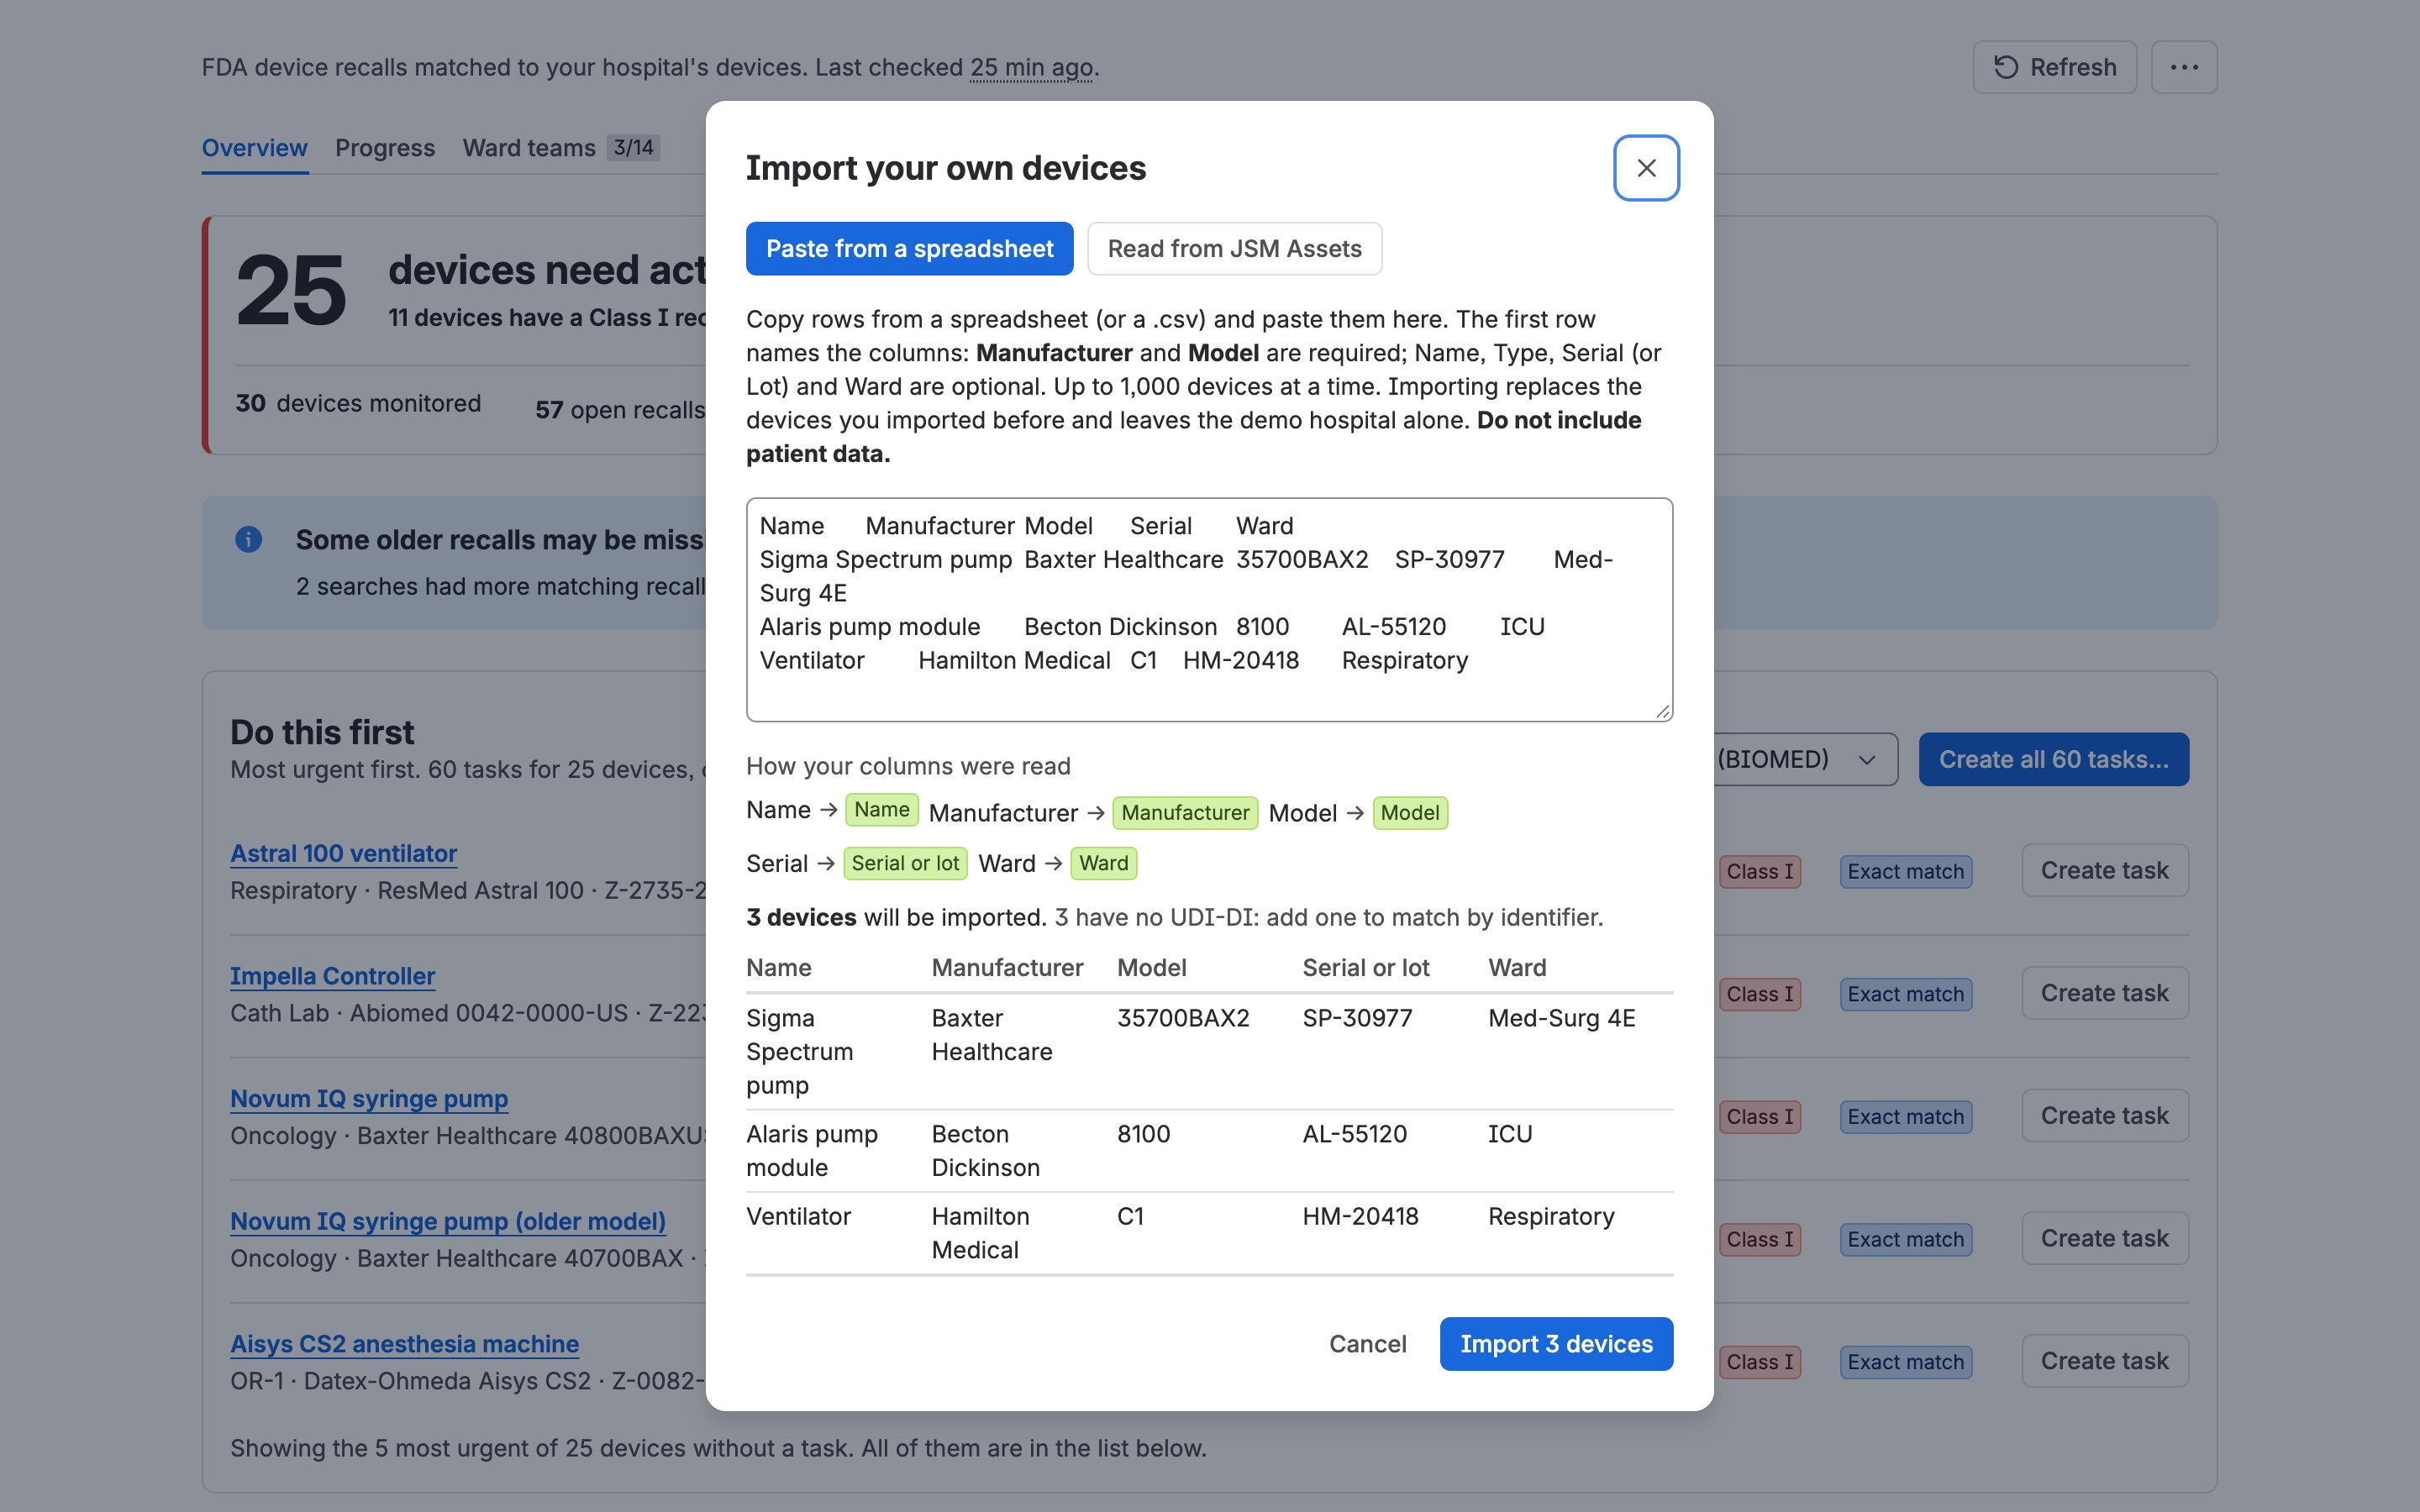 FDA device recalls matched to your hospital's devices. Last checked 25 min ago.
Refresh
Overview Progress Ward teams 3/14
25 devices need act
11 devices have a Class I rec
30 devices monitored 57 open recalls
Some older recalls may be miss
2 searches had more matching recall
Do this first
Most urgent first. 60 tasks for 25 devices,
(BIOMED)
Create all 60 tasks...
Astral 100 ventilator
Respiratory · ResMed Astral 100 · Z-2735-2
Class I Exact match Create task
Impella Controller
Cath Lab · Abiomed 0042-0000-US · Z-223
Class I Exact match Create task
Novum IQ syringe pump
Oncology · Baxter Healthcare 40800BAXUS
Class I Exact match Create task
Novum IQ syringe pump (older model)
Oncology · Baxter Healthcare 40700BAX ·
Class I Exact match Create task
Aisys CS2 anesthesia machine
OR-1 · Datex-Ohmeda Aisys CS2 · Z-0082-
Class I Exact match Create task
Showing the 5 most urgent of 25 devices without a task. All of them are in the list below.
Import your own devices
Paste from a spreadsheet Read from JSM Assets
Copy rows from a spreadsheet (or a .csv) and paste them here. The first row
names the columns: Manufacturer and Model are required; Name, Type, Serial (or
Lot) and Ward are optional. Up to 1,000 devices at a time. Importing replaces the
devices you imported before and leaves the demo hospital alone. Do not include
patient data.
Name Manufacturer Model Serial Ward
Sigma Spectrum pump Baxter Healthcare 35700BAX2 SP-30977 Med-
Surg 4E
Alaris pump module Becton Dickinson 8100 AL-55120 ICU
Ventilator Hamilton Medical C1 HM-20418 Respiratory
How your columns were read
Name → Name Manufacturer → Manufacturer Model → Model
Serial → Serial or lot Ward → Ward
3 devices will be imported. 3 have no UDI-DI: add one to match by identifier.
Name Manufacturer Model Serial or lot Ward
Sigma Baxter 35700BAX2 SP-30977 Med-Surg 4E
Spectrum Healthcare
pump
Alaris pump Becton 8100 AL-55120 ICU
module Dickinson
Ventilator Hamilton C1 HM-20418 Respiratory
Medical
Cancel Import 3 devices